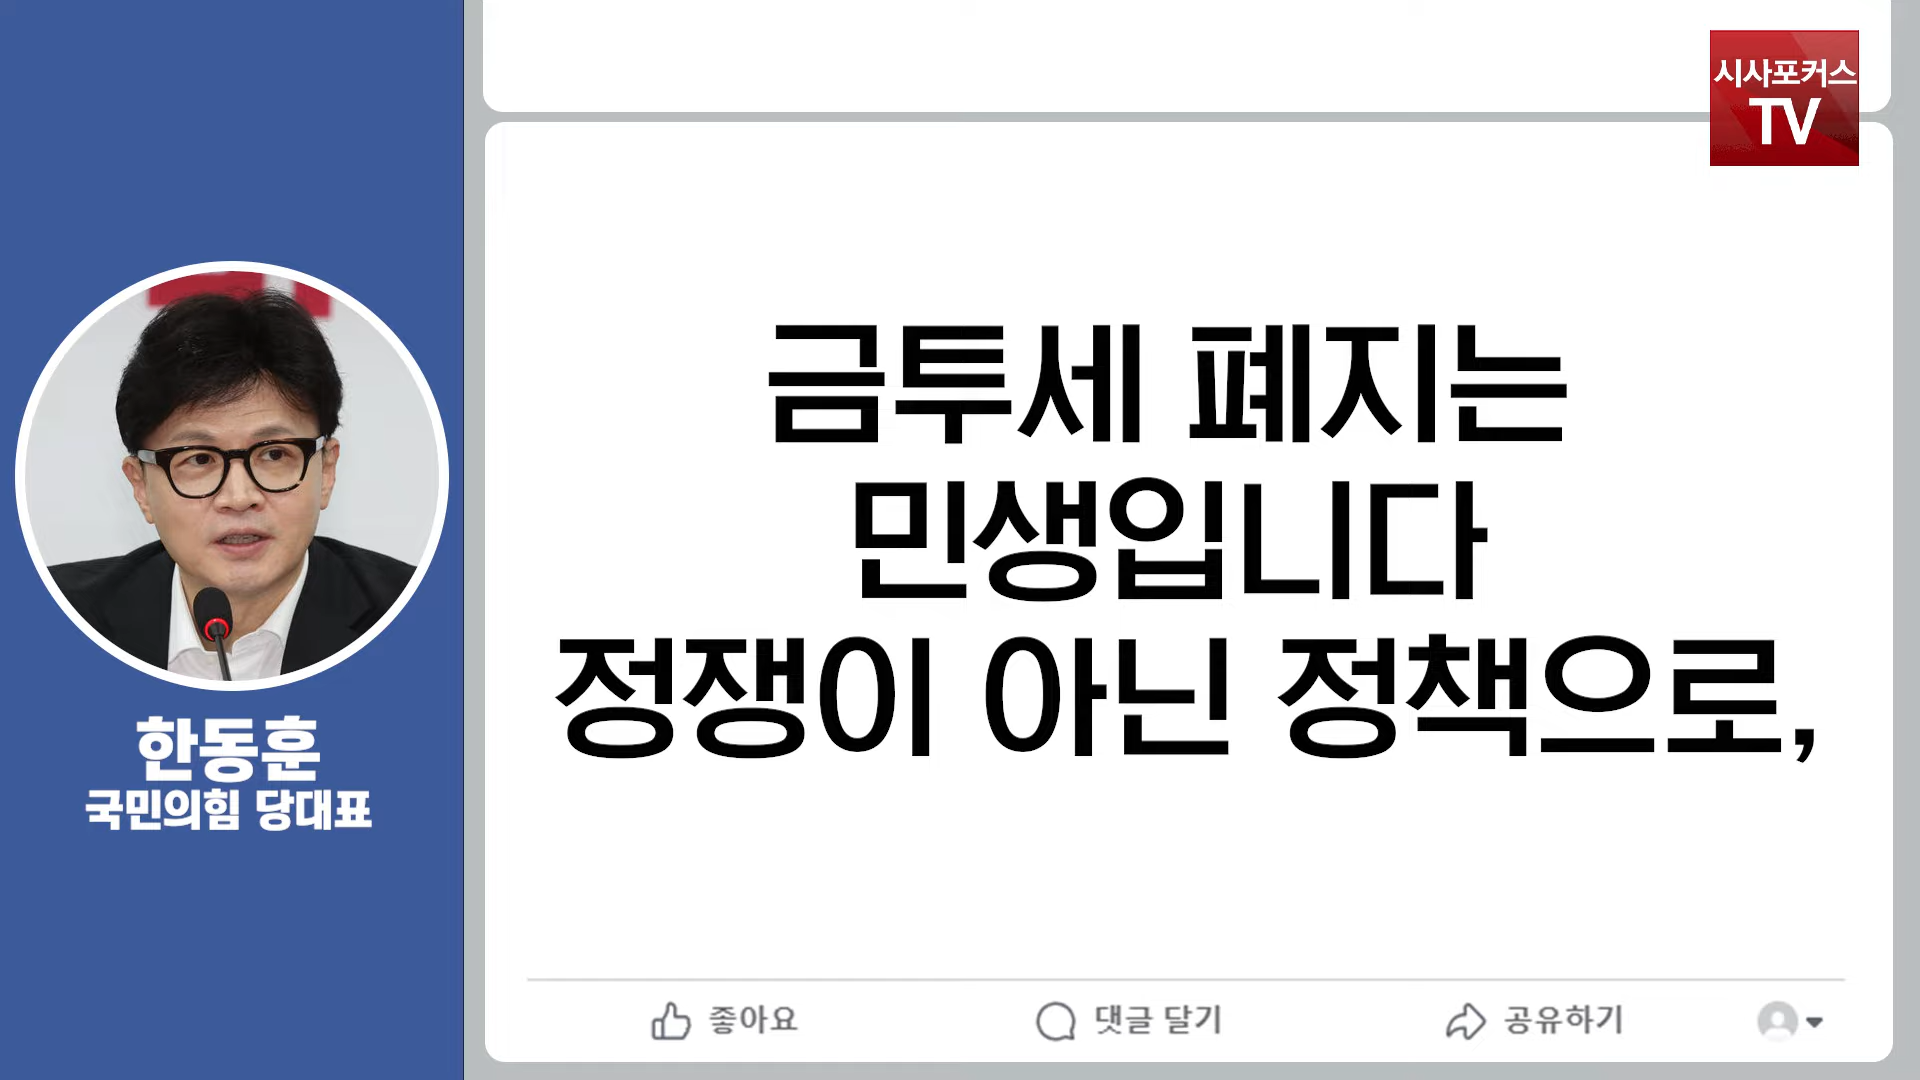 시사포커스
TV
금투세 폐지는
민생입니다
정쟁이 아닌 정책으로,
한동훈
국민의힘 당대표
좋아요
댓글 달기
공유하기